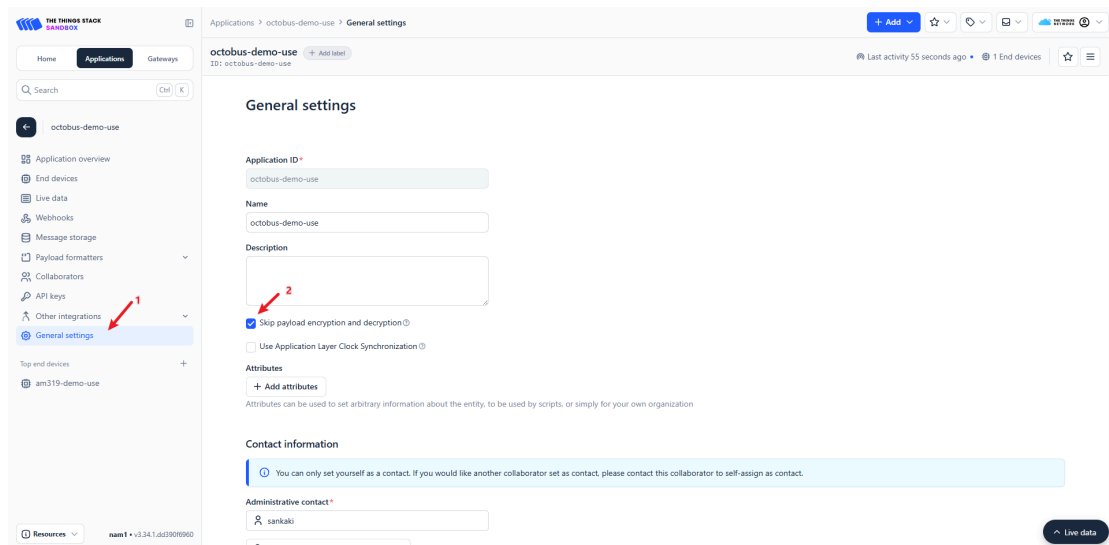 THE THINGS STACK
SANDBOX
Applications > octobus-demo-use > General settings
+ Add
THE THINGS
NETWORK
Home
Applications
Gateways
octobus-demo-use
+ Add label
ID: octobus-demo-use
Last activity 55 seconds ago • 1 End devices
Search
Ctrl K
octobus-demo-use
Application overview
End devices
Live data
Webhooks
Message storage
Payload formatters
Collaborators
API keys
Other integrations
General settings
1
Top end devices
+
am319-demo-use
Resources
nam1 • v3.34.1.dd390f6960
General settings
Application ID*
octobus-demo-use
Name
octobus-demo-use
Description
2
Skip payload encryption and decryption
Use Application Layer Clock Synchronization
Attributes
+ Add attributes
Attributes can be used to set arbitrary information about the entity, to be used by scripts, or simply for your own organization
Contact information
You can only set yourself as a contact. If you would like another collaborator set as contact, please contact this collaborator to self-assign as contact.
Administrative contact*
sankaki
Live data